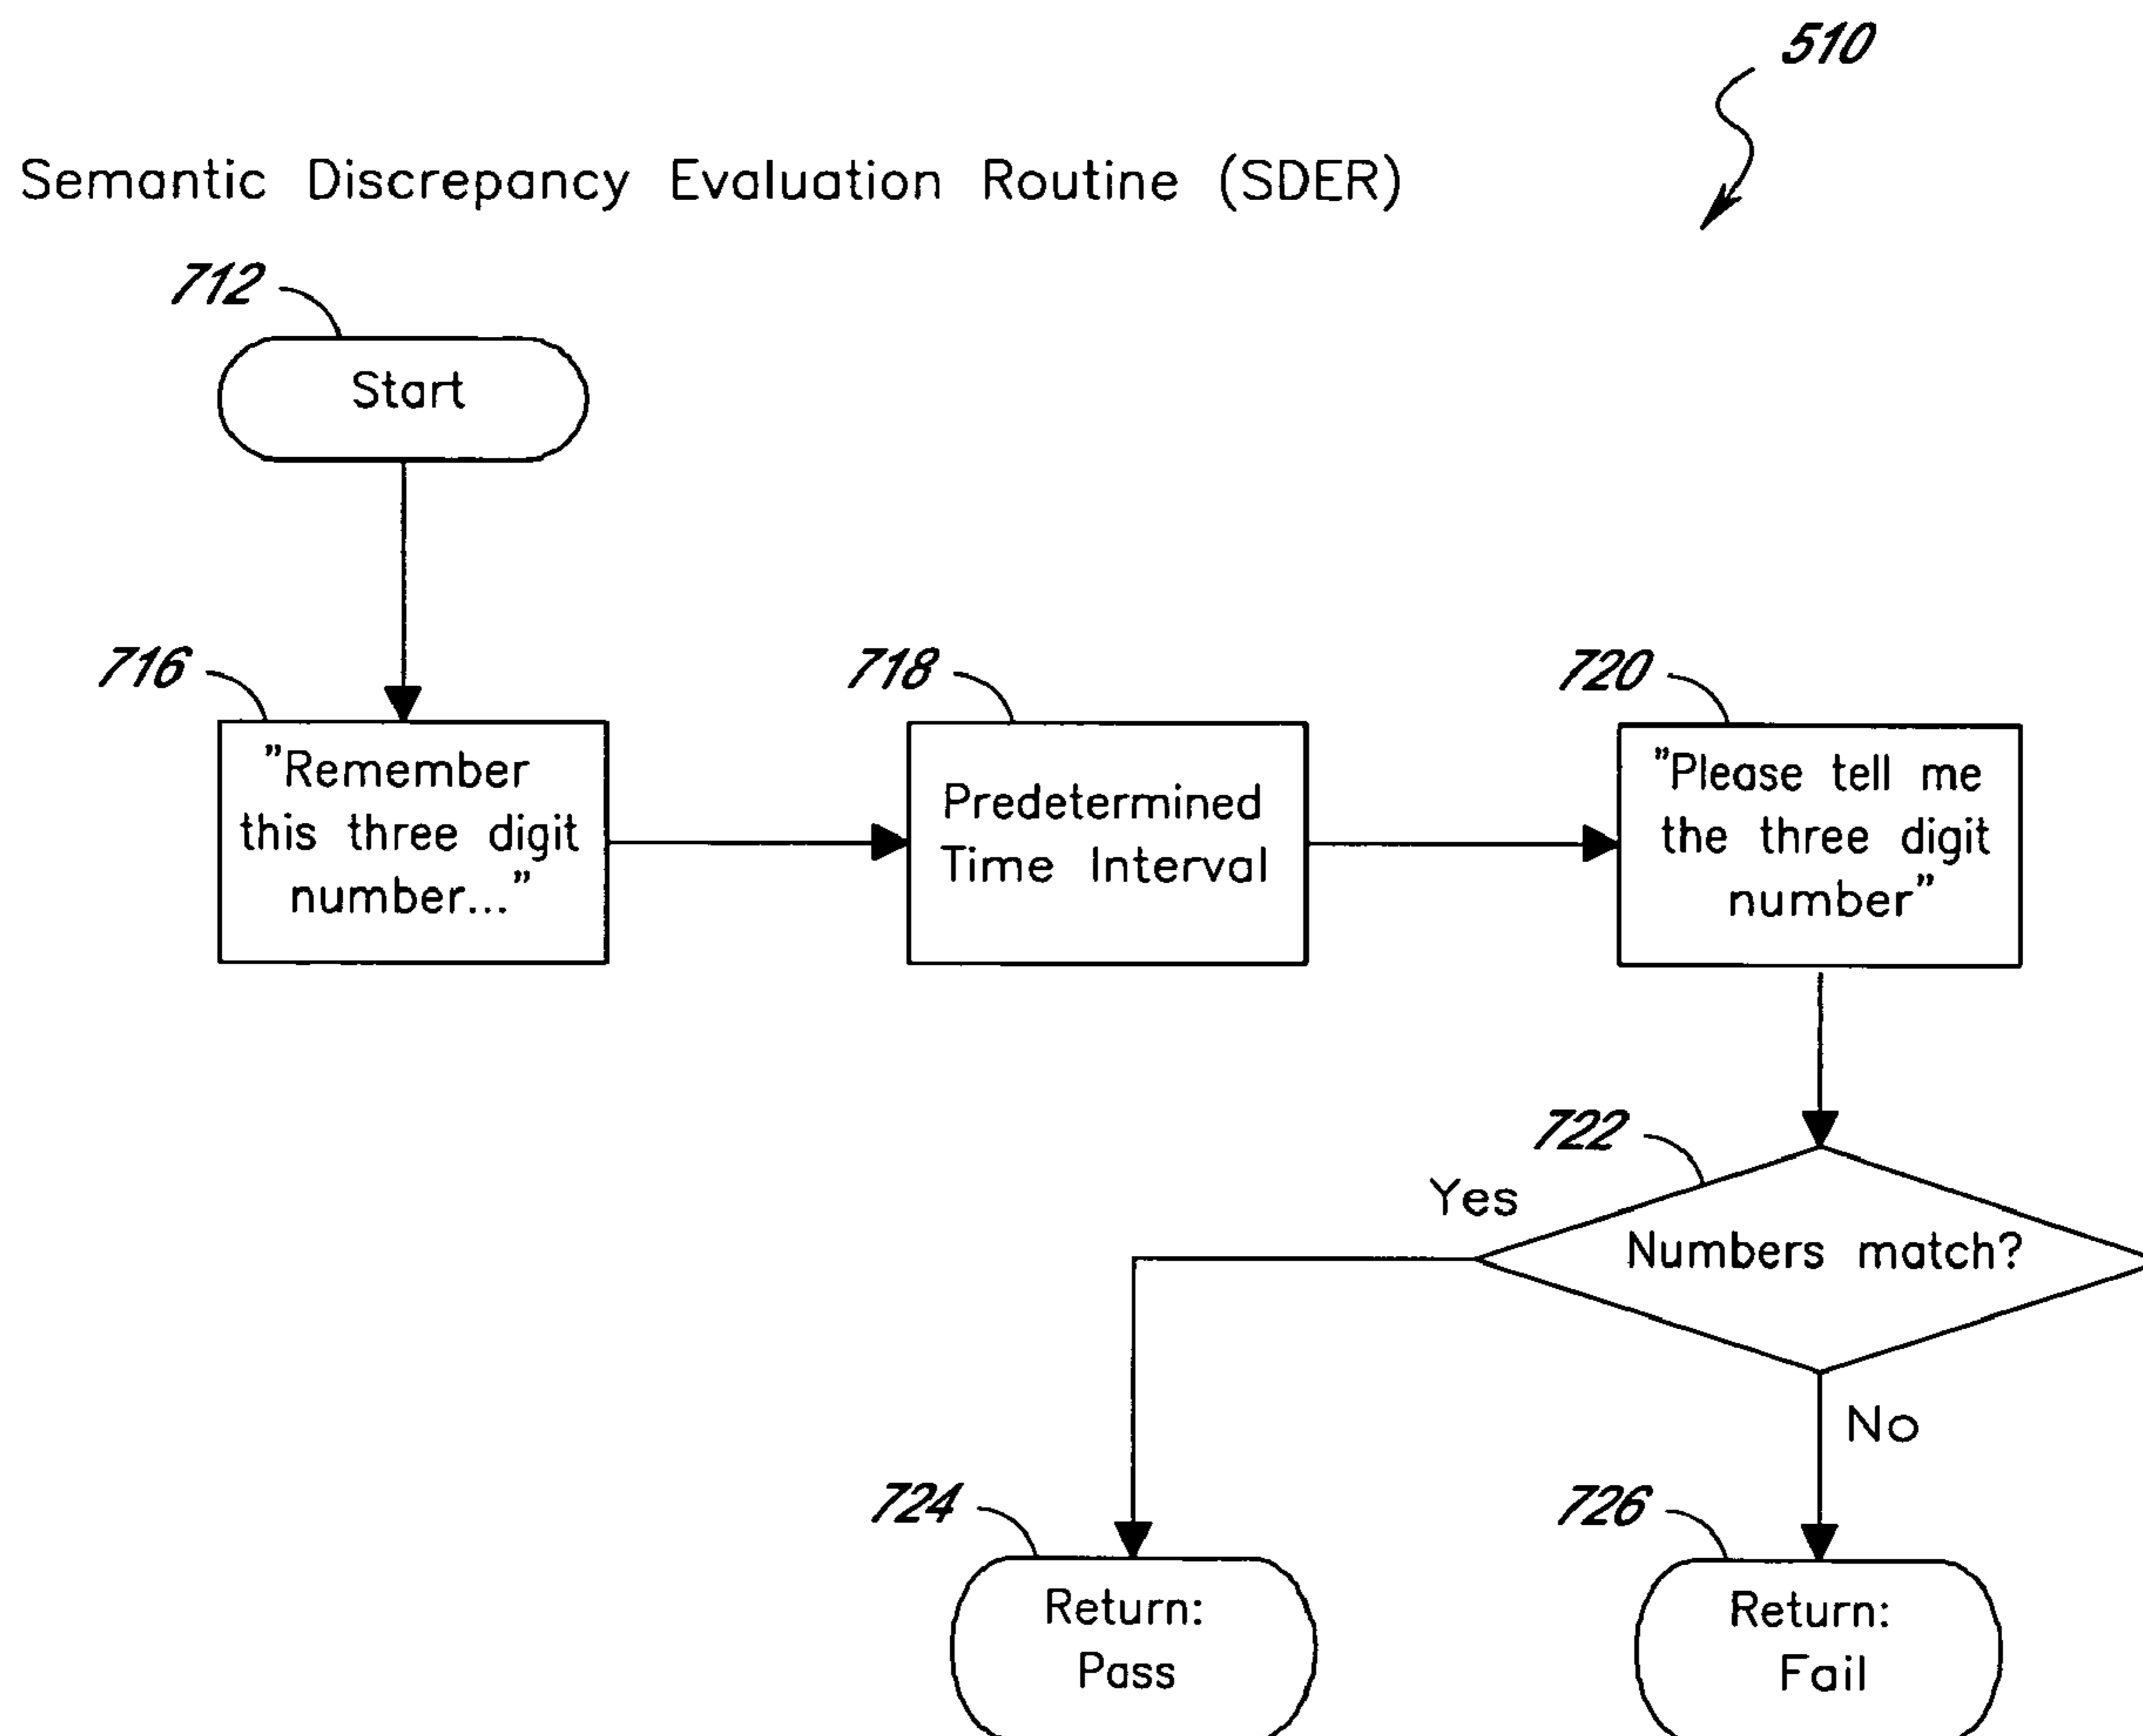 510
Semantic Discrepancy Evaluation Routine (SDER)
712
Start
716
"Remember
this three digit
number..."
718
Predetermined
Time Interval
720
"Please tell me
the three digit
number"
722
Yes
Numbers match?
No
724
Return:
Pass
726
Return:
Fail